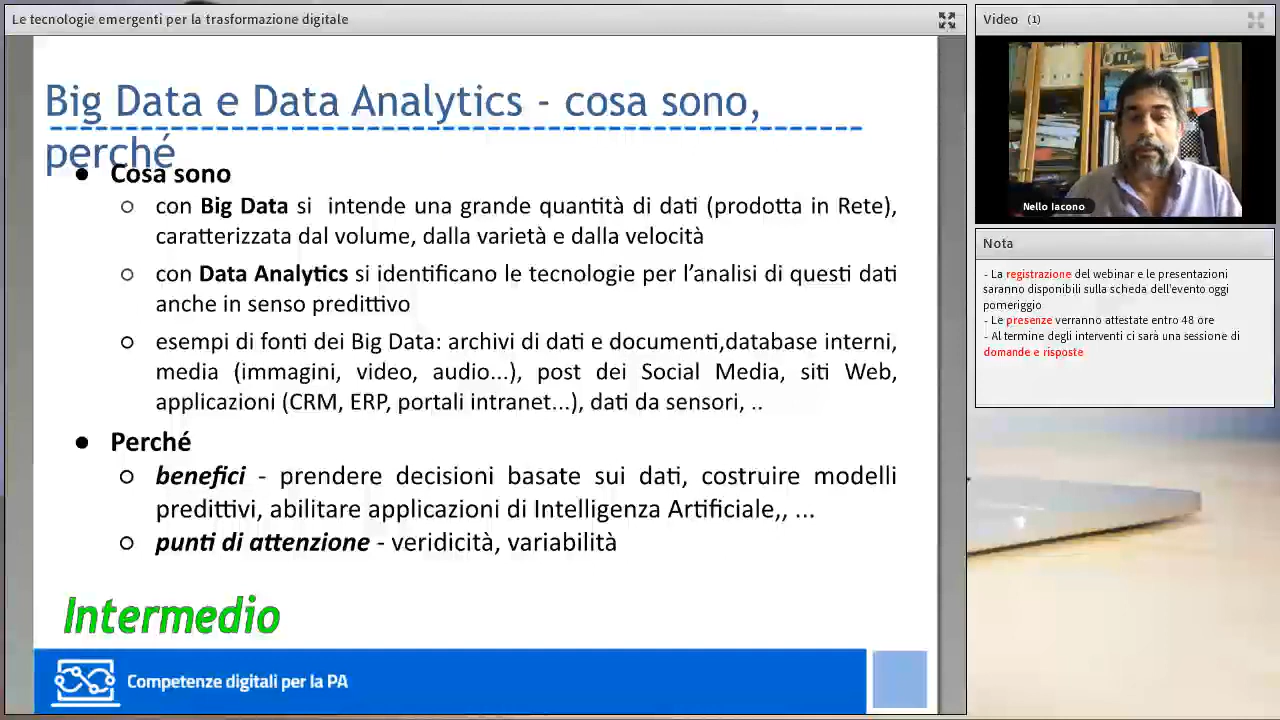 Le tecnologie emergenti per la trasformazione digitale
Big Data e Data Analytics - cosa sono,
perché
● Cosa sono
○ con Big Data si intende una grande quantità di dati (prodotta in Rete),
caratterizzata dal volume, dalla varietà e dalla velocità
○ con Data Analytics si identificano le tecnologie per l'analisi di questi dati
anche in senso predittivo
○ esempi di fonti dei Big Data: archivi di dati e documenti,database interni,
media (immagini, video, audio...), post dei Social Media, siti Web,
applicazioni (CRM, ERP, portali intranet...), dati da sensori, ..
● Perché
○ benefici - prendere decisioni basate sui dati, costruire modelli
predittivi, abilitare applicazioni di Intelligenza Artificiale,, ...
○ punti di attenzione - veridicità, variabilità
Intermedio
Competenze digitali per la PA
Video (1)
Nello Iacono
Nota
- La registrazione del webinar e le presentazioni
saranno disponibili sulla scheda dell'evento oggi
pomeriggio
- Le presenze verranno attestate entro 48 ore
- Al termine degli interventi ci sarà una sessione di
domande e risposte